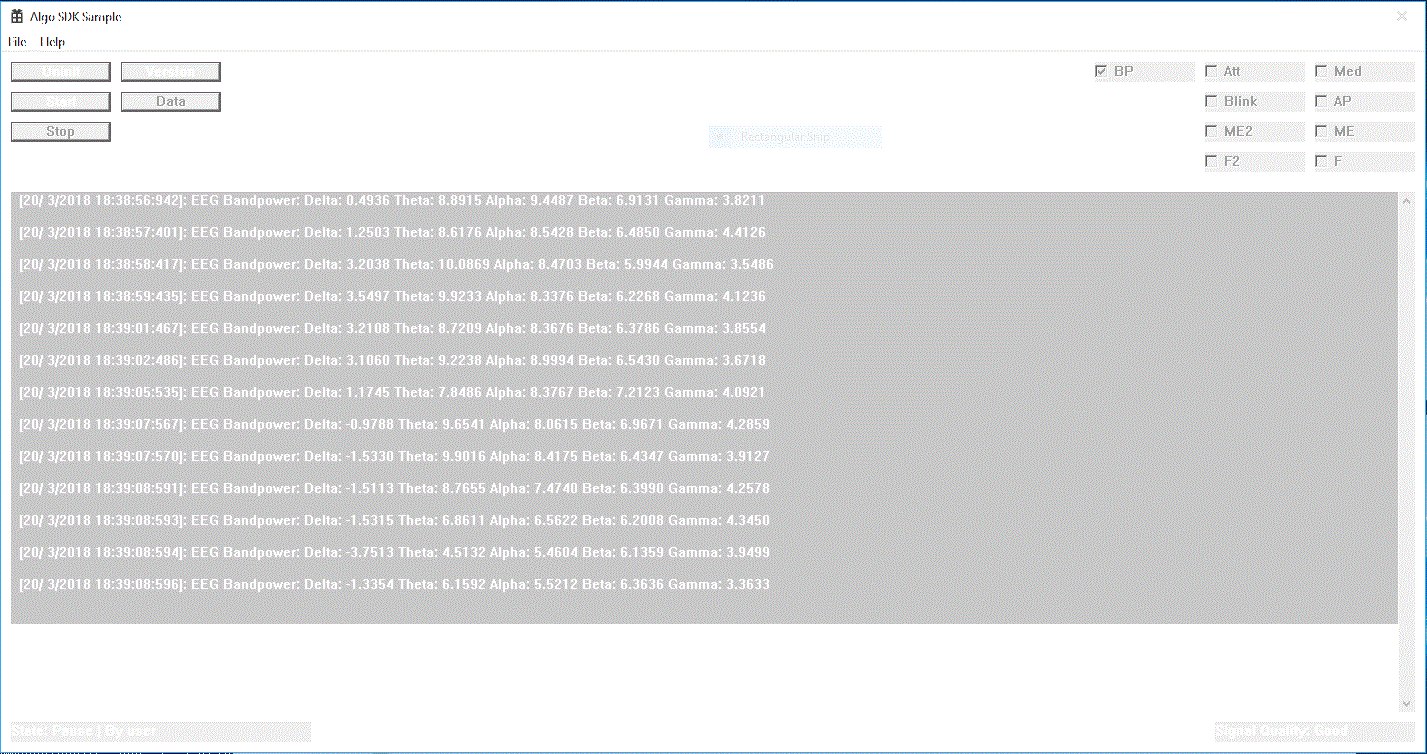 Algo SDK Sample
File Help
Version BP Att Med
Start Data Blink AP
Stop ME2 ME
Rectangular Snip
F2 F
[20/ 3/2018 18:38:56:942]: EEG Bandpower: Delta: 0.4936 Theta: 8.8915 Alpha: 9.4487 Beta: 6.9131 Gamma: 3.8211
[20/ 3/2018 18:38:57:401]: EEG Bandpower: Delta: 1.2503 Theta: 8.6176 Alpha: 8.5428 Beta: 6.4850 Gamma: 4.4126
[20/ 3/2018 18:38:58:417]: EEG Bandpower: Delta: 3.2038 Theta: 10.0869 Alpha: 8.4703 Beta: 5.9944 Gamma: 3.5486
[20/ 3/2018 18:38:59:435]: EEG Bandpower: Delta: 3.5497 Theta: 9.9233 Alpha: 8.3376 Beta: 6.2268 Gamma: 4.1236
[20/ 3/2018 18:39:01:467]: EEG Bandpower: Delta: 3.2108 Theta: 8.7209 Alpha: 8.3676 Beta: 6.3786 Gamma: 3.8554
[20/ 3/2018 18:39:02:486]: EEG Bandpower: Delta: 3.1060 Theta: 9.2238 Alpha: 8.9994 Beta: 6.5430 Gamma: 3.6718
[20/ 3/2018 18:39:05:535]: EEG Bandpower: Delta: 1.1745 Theta: 7.8486 Alpha: 8.3767 Beta: 7.2123 Gamma: 4.0921
[20/ 3/2018 18:39:07:567]: EEG Bandpower: Delta: -0.9788 Theta: 9.6541 Alpha: 8.0615 Beta: 6.9671 Gamma: 4.2859
[20/ 3/2018 18:39:07:570]: EEG Bandpower: Delta: -1.5330 Theta: 9.9016 Alpha: 8.4175 Beta: 6.4347 Gamma: 3.9127
[20/ 3/2018 18:39:08:591]: EEG Bandpower: Delta: -1.5113 Theta: 8.7655 Alpha: 7.4740 Beta: 6.3990 Gamma: 4.2578
[20/ 3/2018 18:39:08:593]: EEG Bandpower: Delta: -1.5315 Theta: 6.8611 Alpha: 6.5622 Beta: 6.2008 Gamma: 4.3450
[20/ 3/2018 18:39:08:594]: EEG Bandpower: Delta: -3.7513 Theta: 4.5132 Alpha: 5.4604 Beta: 6.1359 Gamma: 3.9499
[20/ 3/2018 18:39:08:596]: EEG Bandpower: Delta: -1.3354 Theta: 6.1592 Alpha: 5.5212 Beta: 6.3636 Gamma: 3.3633
State: Pause | By user Signal Quality: Good